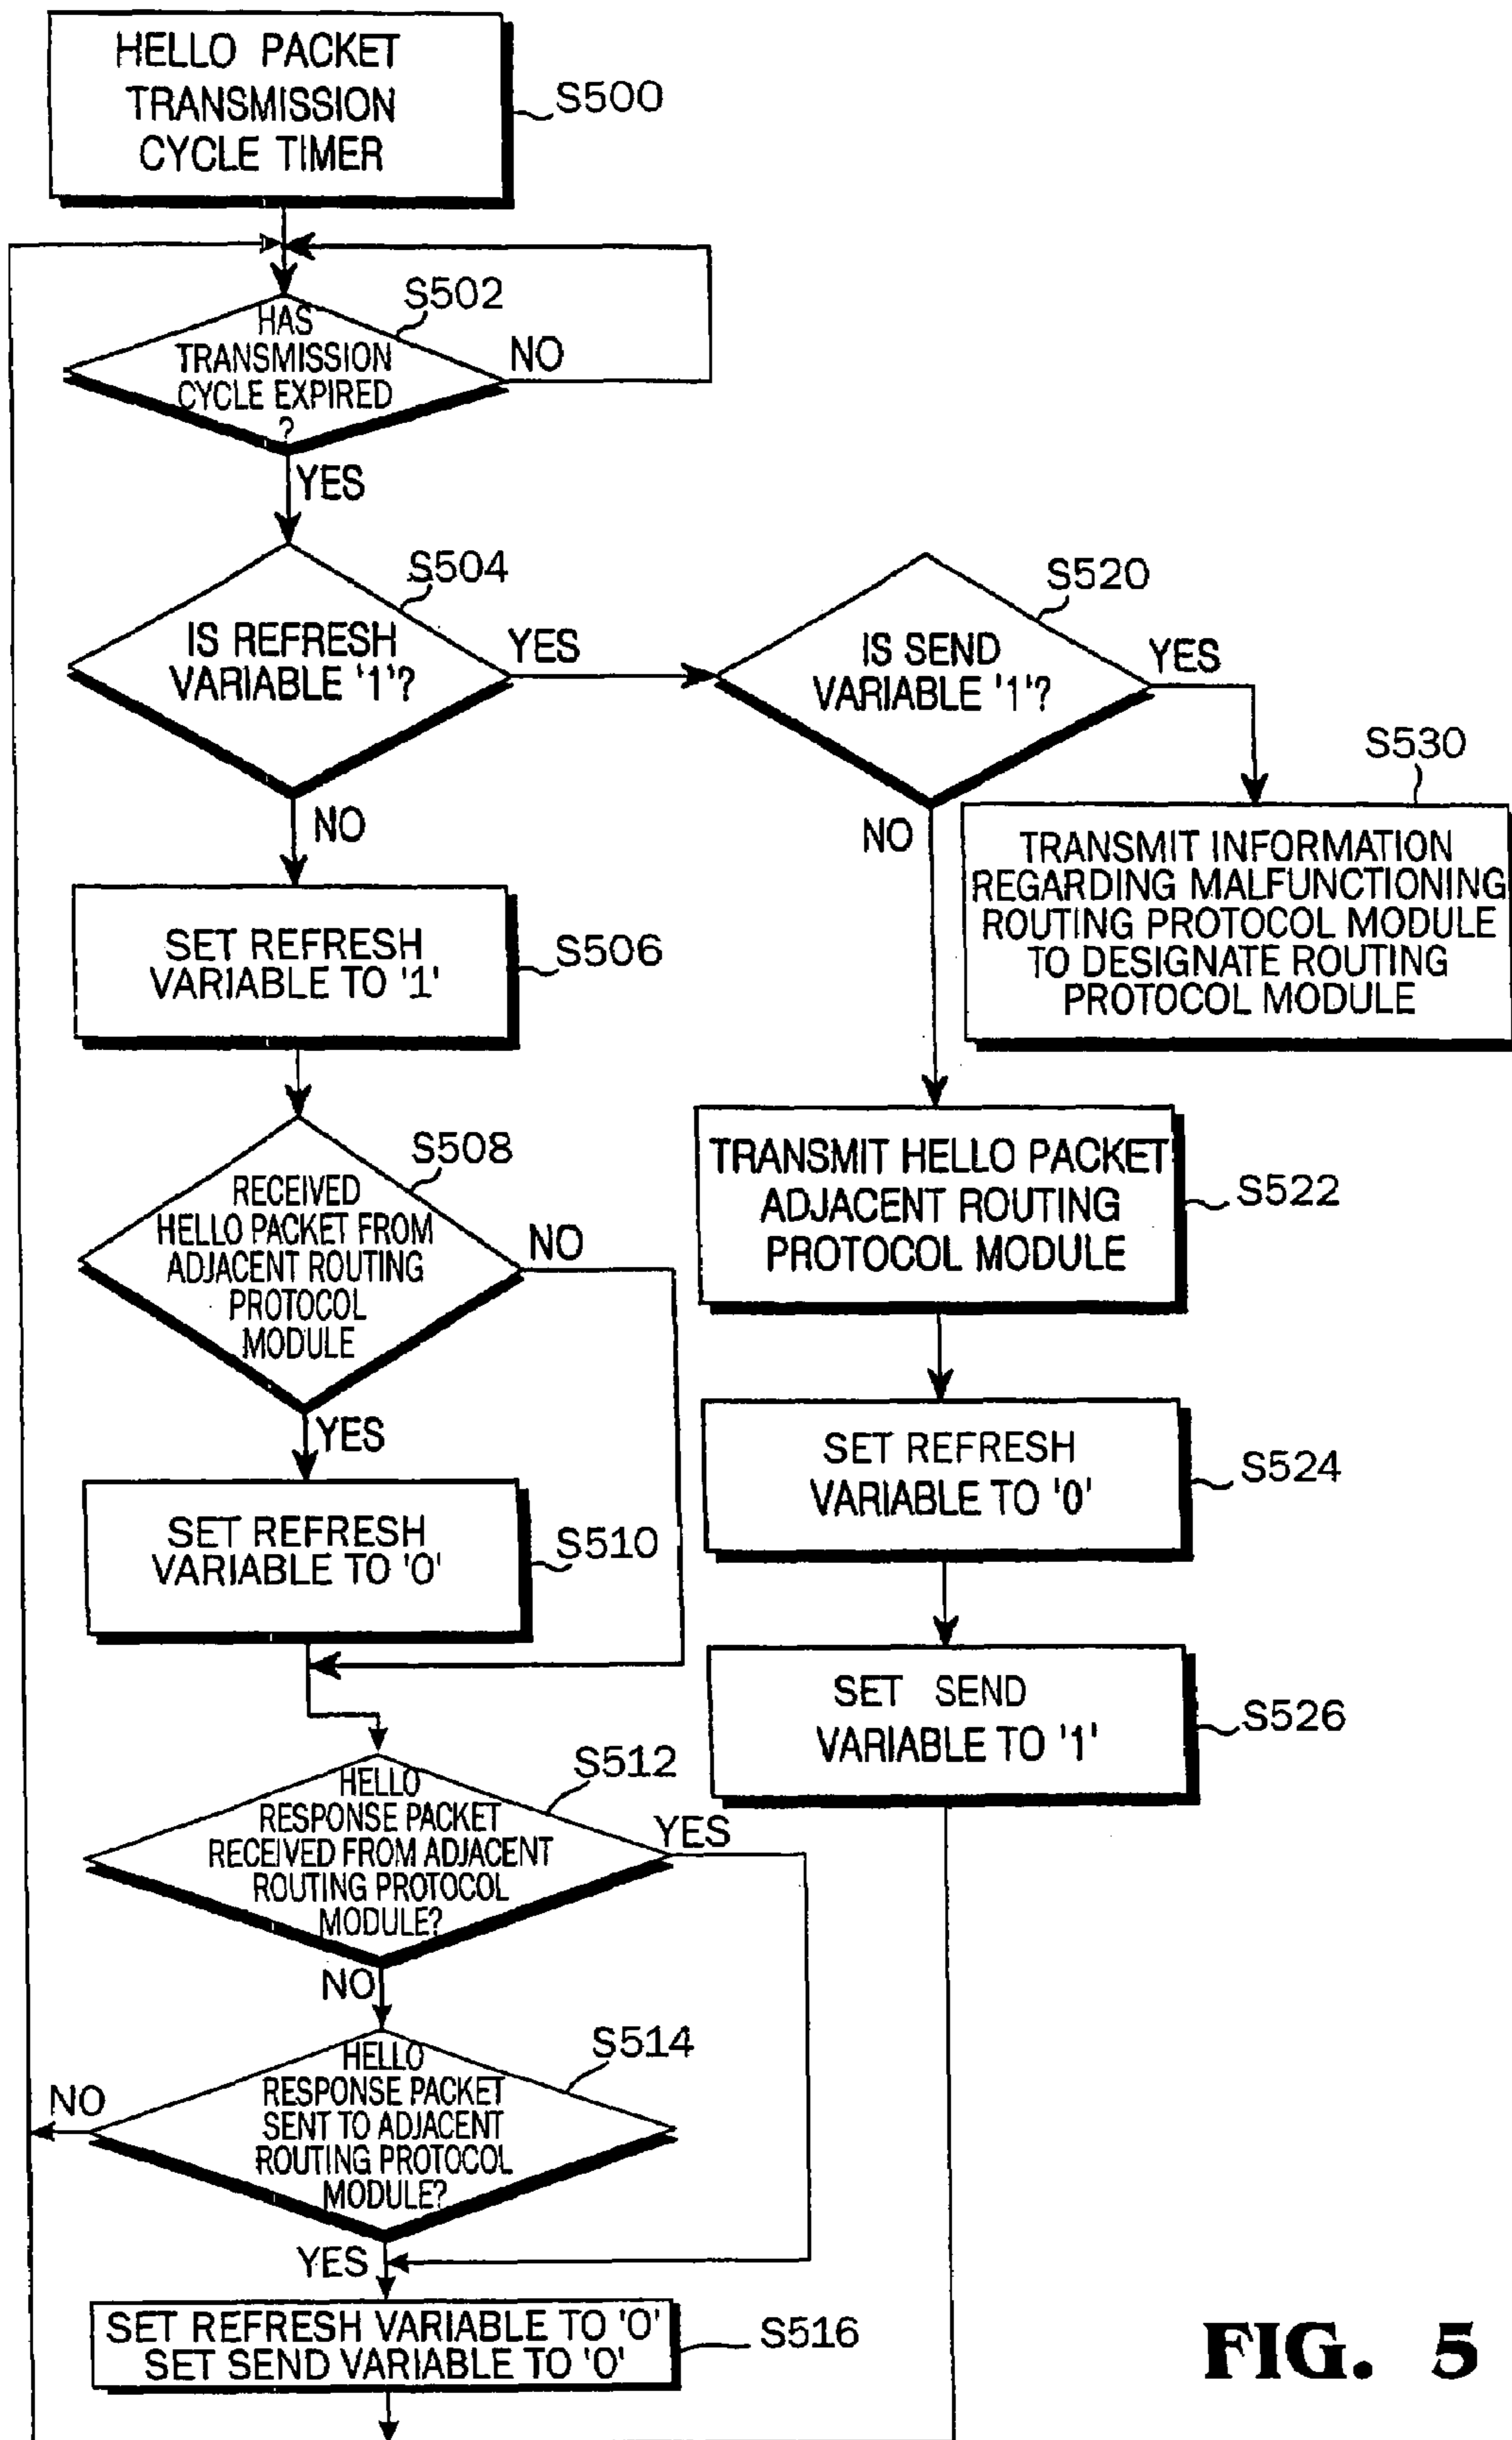 HELLO PACKET
TRANSMISSION
CYCLE TIMER
S500
S502
HAS
TRANSMISSION
CYCLE EXPIRED
?
NO
YES
S504
IS REFRESH
VARIABLE '1'?
YES
NO
S520
IS SEND
VARIABLE '1'?
YES
NO
S530
TRANSMIT INFORMATION
REGARDING MALFUNCTIONING
ROUTING PROTOCOL MODULE
TO DESIGNATE ROUTING
PROTOCOL MODULE
SET REFRESH
VARIABLE TO '1'
S506
S508
RECEIVED
HELLO PACKET FROM
ADJACENT ROUTING
PROTOCOL
MODULE
NO
YES
TRANSMIT HELLO PACKET
ADJACENT ROUTING
PROTOCOL MODULE
S522
SET REFRESH
VARIABLE TO '0'
S524
SET REFRESH
VARIABLE TO '0'
S510
SET SEND
VARIABLE TO '1'
S526
S512
HELLO
RESPONSE PACKET
RECEIVED FROM ADJACENT
ROUTING PROTOCOL
MODULE?
YES
NO
S514
HELLO
RESPONSE PACKET
SENT TO ADJACENT
ROUTING PROTOCOL
MODULE?
NO
YES
SET REFRESH VARIABLE TO '0'
SET SEND VARIABLE TO '0'
S516
FIG. 5